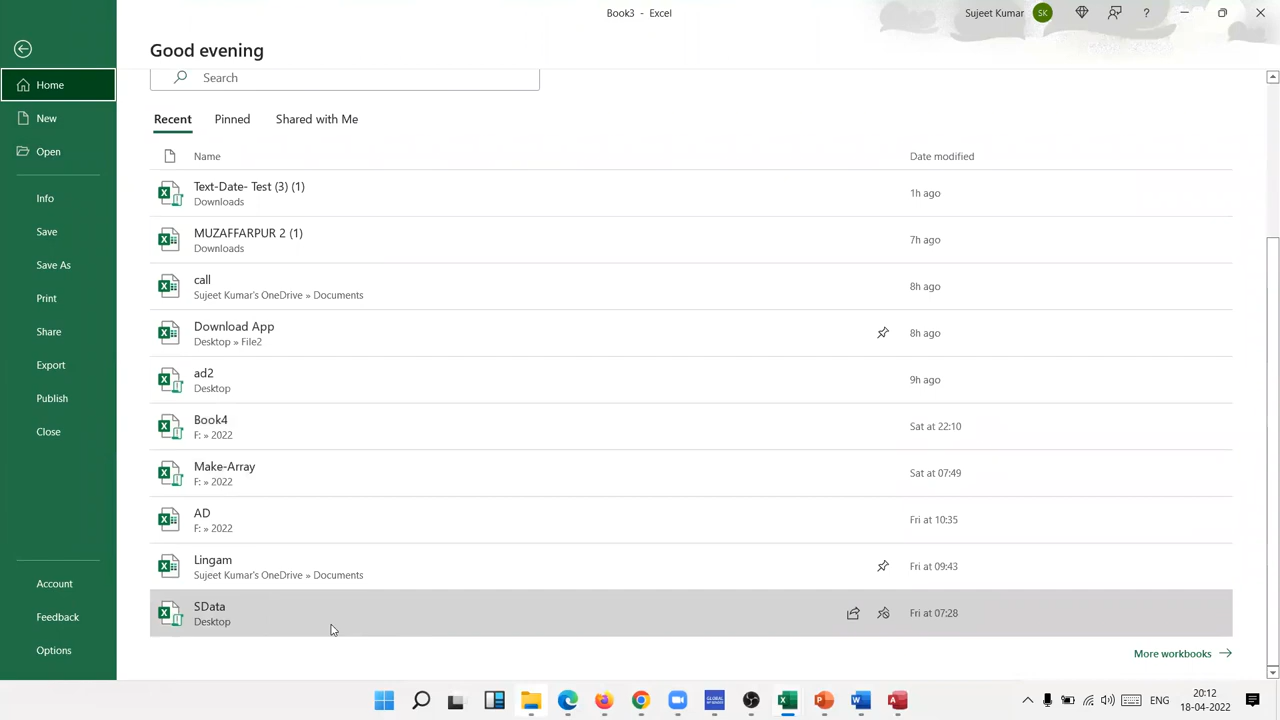 Book3 - Excel
Sujeet Kumar
SK
?
Good evening
Home
Search
New
Recent
Pinned
Shared with Me
Open
Name
Date modified
Info
Text-Date- Test (3) (1)
Downloads
1h ago
Save
MUZAFFARPUR 2 (1)
Downloads
7h ago
Save As
call
Sujeet Kumar's OneDrive » Documents
8h ago
Print
Share
Download App
Desktop » File2
8h ago
Export
ad2
Desktop
9h ago
Publish
Book4
F: » 2022
Sat at 22:10
Close
Make-Array
F: » 2022
Sat at 07:49
AD
F: » 2022
Fri at 10:35
Lingam
Sujeet Kumar's OneDrive » Documents
Fri at 09:43
Account
SData
Desktop
Fri at 07:28
Feedback
Options
More workbooks
ENG
20:12
18-04-2022